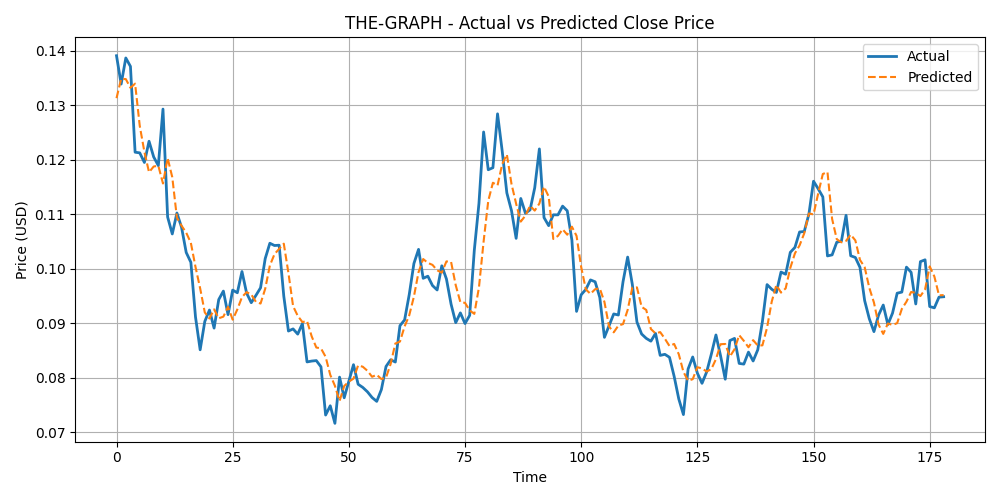 THE-GRAPH - Actual vs Predicted Close Price
Actual
Predicted
Price (USD)
0.14
0.13
0.12
0.11
0.10
0.09
0.08
0.07
0 25 50 75 100 125 150 175
Time